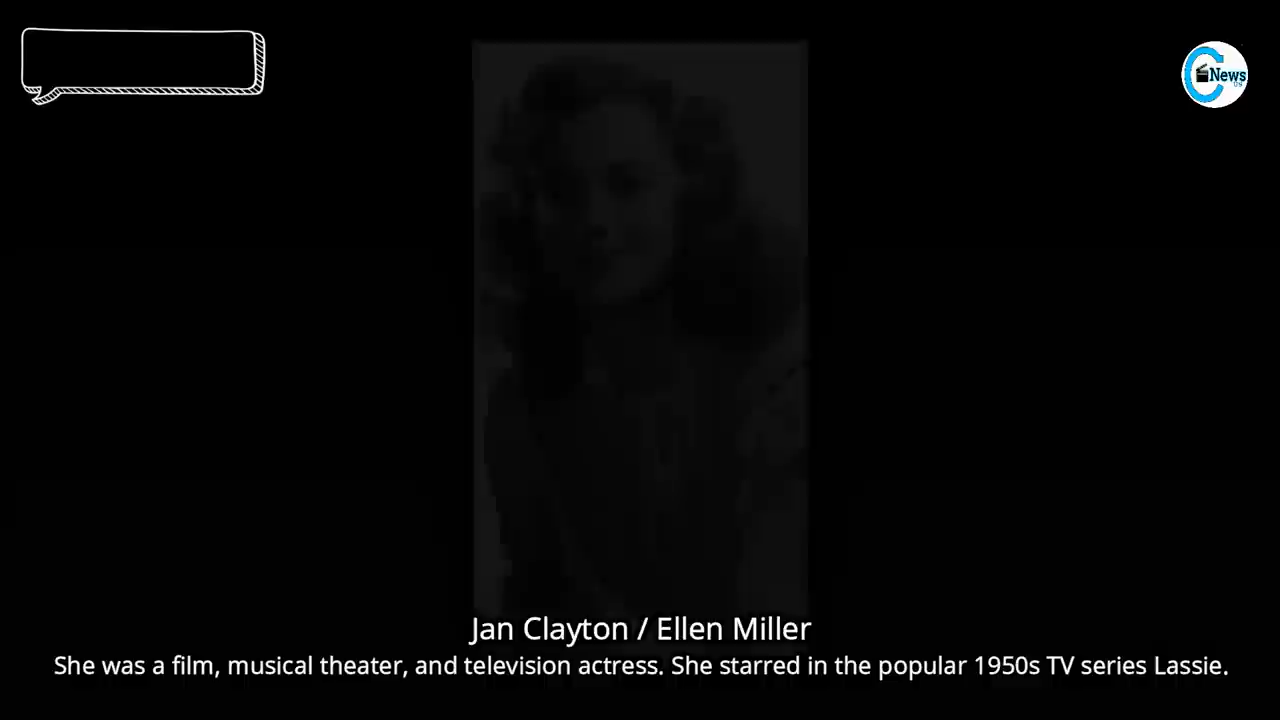 News
09
Jan Clayton / Ellen Miller
She was a film, musical theater, and television actress. She starred in the popular 1950s TV series Lassie.